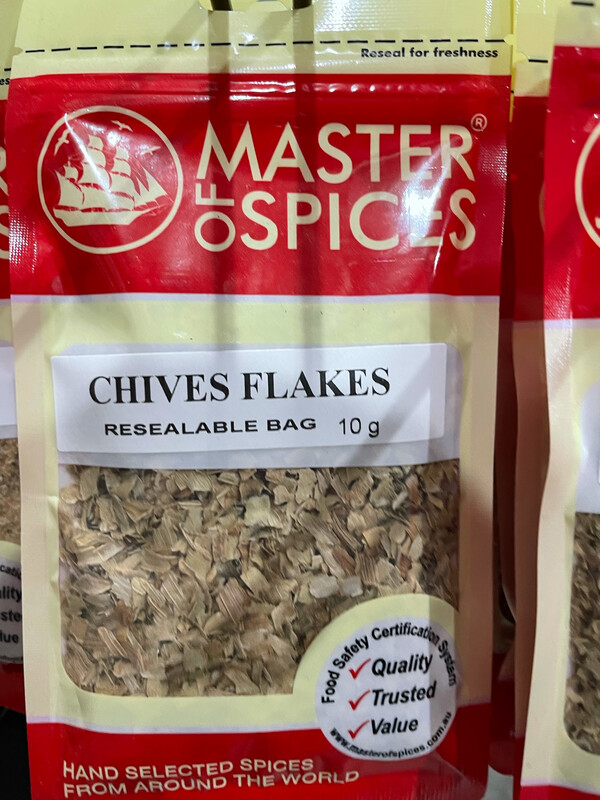 Reseal for freshness
MASTER
OF
SPICES
®
CHIVES FLAKES
RESEALABLE BAG 10 g
Food Safety Certification System
Quality
Trusted
Value
www.masterofspices.com.au
HAND SELECTED SPICES
FROM AROUND THE WORLD